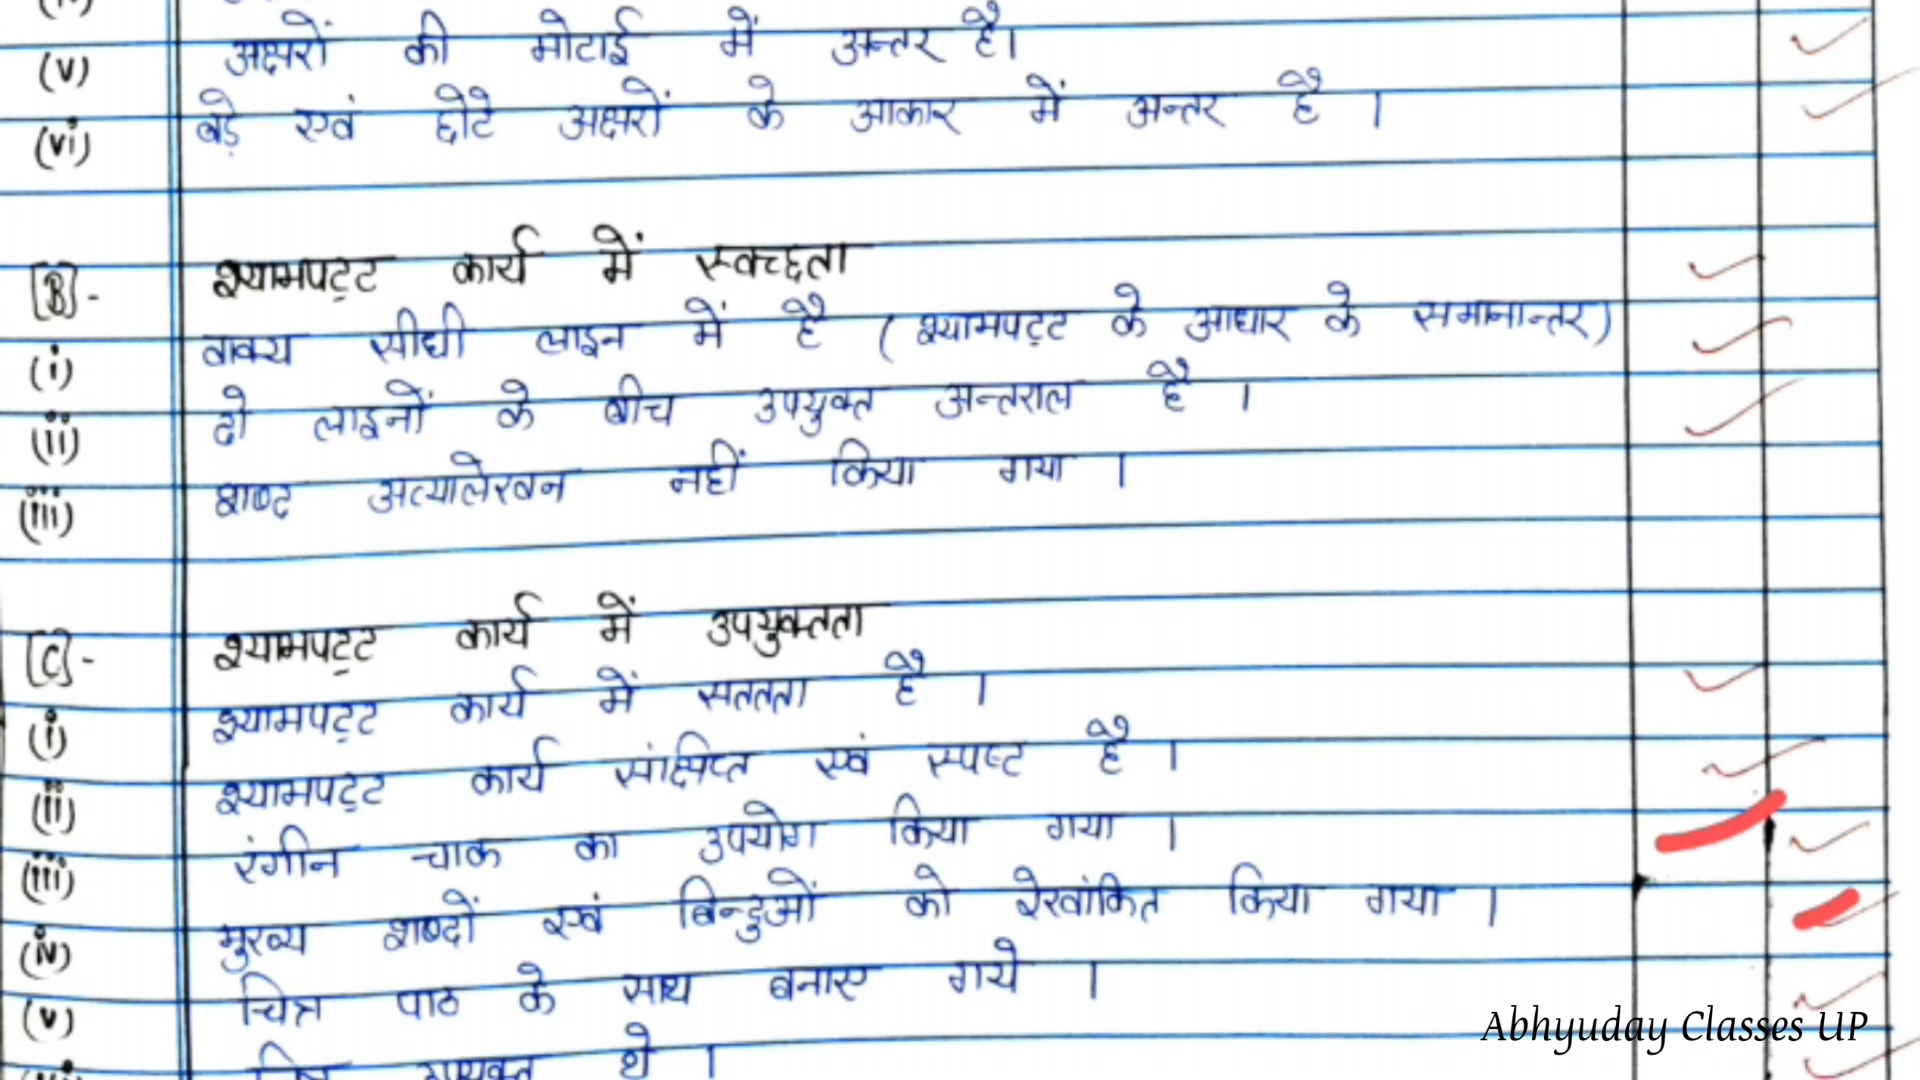 (v) अक्षरों की मोटाई में अन्तर है।
(vi) बड़े एवं छोटे अक्षरों के आकार में अन्तर है ।
[B]- श्यामपट्ट कार्य में स्वच्छता
(i) वाक्य सीधी लाइन में है ( श्यामपट्ट के आधार के समानान्तर)
(ii) दो लाइनों के बीच उपयुक्त अन्तराल है ।
(iii) शब्द अत्यालेखन नहीं किया गया ।
[C]- श्यामपट्ट कार्य में उपयुक्तता
(i) श्यामपट्ट कार्य में सततता है ।
(ii) श्यामपट्ट कार्य संक्षिप्त एवं स्पष्ट है ।
(iii) रंगीन चाक का उपयोग किया गया ।
(iv) मुख्य शब्दों एवं बिन्दुओं को रेखांकित किया गया ।
(v) चित्र पाठ के साथ बनाए गये ।
थे ।
Abhyuday Classes UP